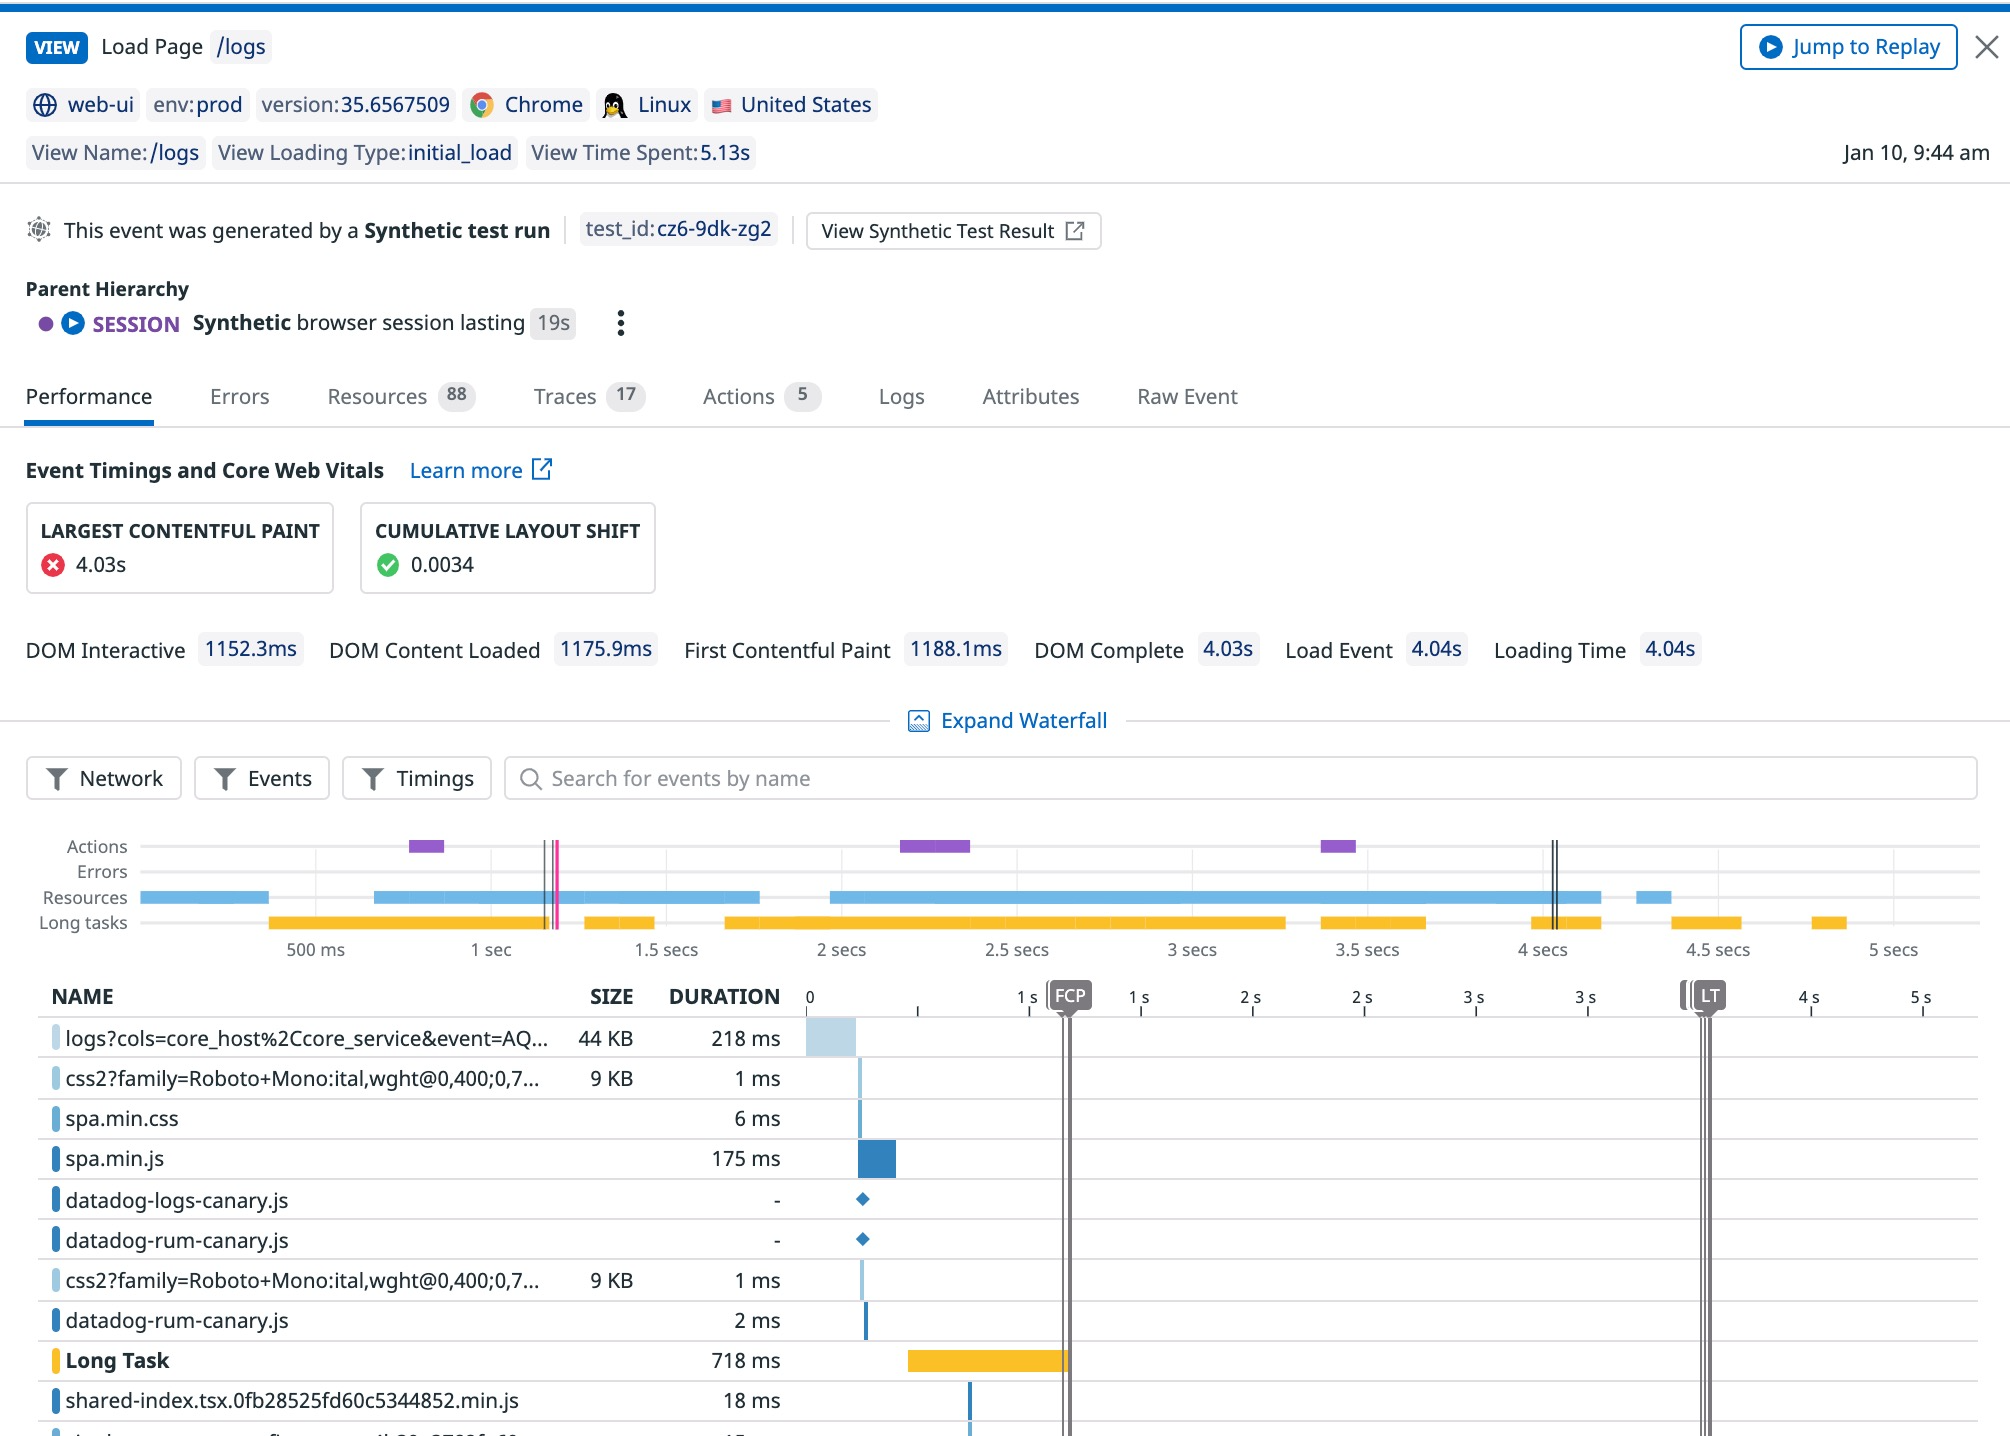 VIEW Load Page /logs Jump to Replay
web-ui env:prod version:35.6567509 Chrome Linux United States
View Name:/logs View Loading Type:initial_load View Time Spent:5.13s Jan 10, 9:44 am
This event was generated by a Synthetic test run test_id:cz6-9dk-zg2 View Synthetic Test Result
Parent Hierarchy
SESSION Synthetic browser session lasting 19s
Performance Errors Resources 88 Traces 17 Actions 5 Logs Attributes Raw Event
Event Timings and Core Web Vitals Learn more
LARGEST CONTENTFUL PAINT CUMULATIVE LAYOUT SHIFT
4.03s 0.0034
DOM Interactive 1152.3ms DOM Content Loaded 1175.9ms First Contentful Paint 1188.1ms DOM Complete 4.03s Load Event 4.04s Loading Time 4.04s
Expand Waterfall
Network Events Timings Search for events by name
Actions
Errors
Resources
Long tasks
500 ms 1 sec 1.5 secs 2 secs 2.5 secs 3 secs 3.5 secs 4 secs 4.5 secs 5 secs
NAME SIZE DURATION 0 1 s FCP 1 s 2 s 2 s 3 s 3 s LT 4 s 5 s
logs?cols=core_host%2Ccore_service&event=AQ... 44 KB 218 ms
css2?family=Roboto+Mono:ital,wght@0,400;0,7... 9 KB 1 ms
spa.min.css 6 ms
spa.min.js 175 ms
datadog-logs-canary.js -
datadog-rum-canary.js -
css2?family=Roboto+Mono:ital,wght@0,400;0,7... 9 KB 1 ms
datadog-rum-canary.js 2 ms
Long Task 718 ms
shared-index.tsx.0fb28525fd60c5344852.min.js 18 ms